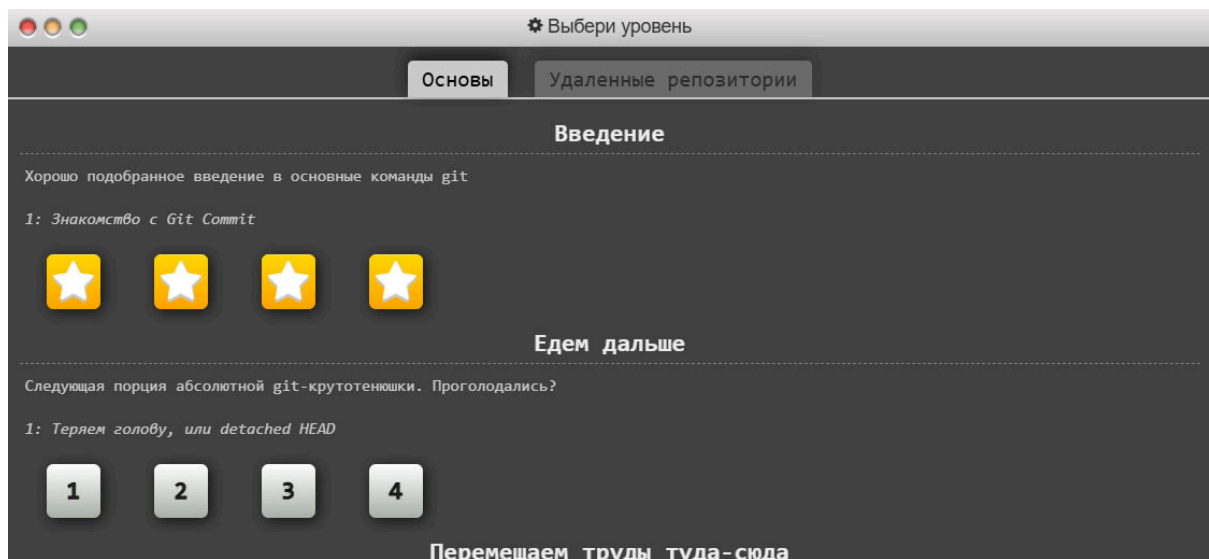 Выбери уровень
Основы Удаленные репозитории
Введение
Хорошо подобранное введение в основные команды git
1: Знакомство с Git Commit
Едем дальше
Следующая порция абсолютной git-крутотенюшки. Проголодались?
1: Теряем голову, или detached HEAD
1 2 3 4
Перемещаем труды туда-сюда